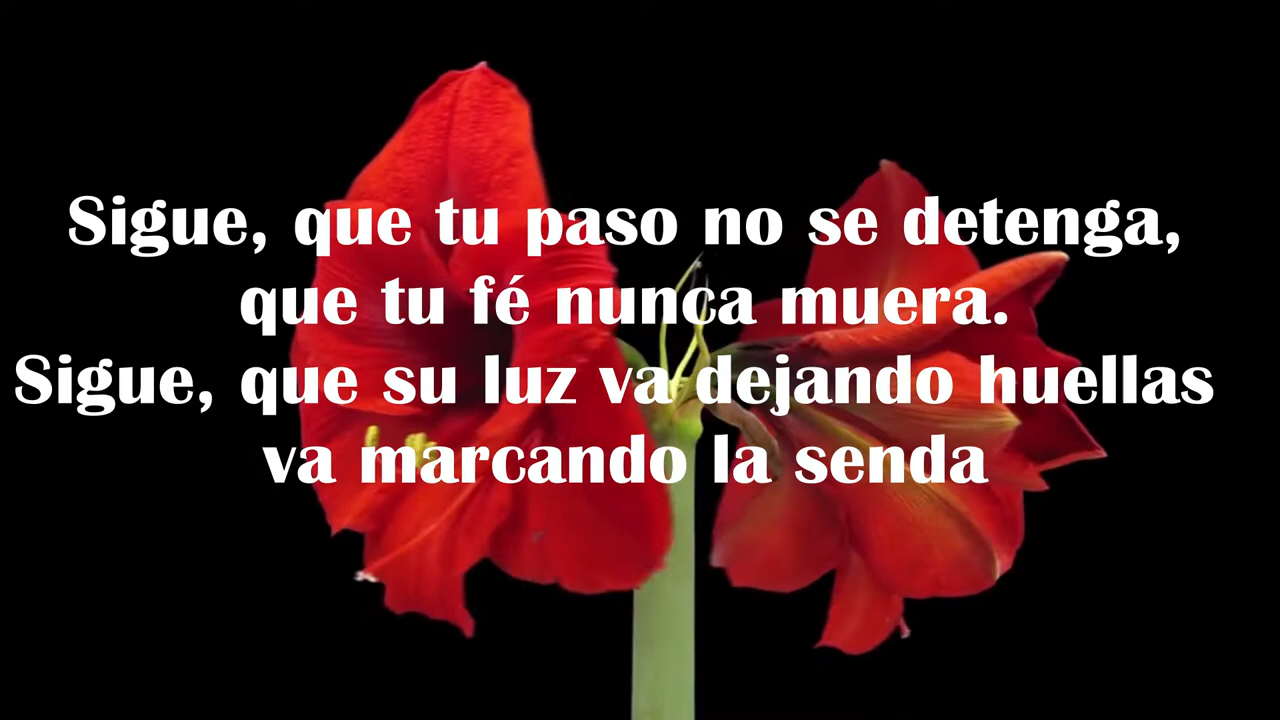 Sigue, que tu paso no se detenga,
que tu fé nunca muera.
Sigue, que su luz va dejando huellas
va marcando la senda